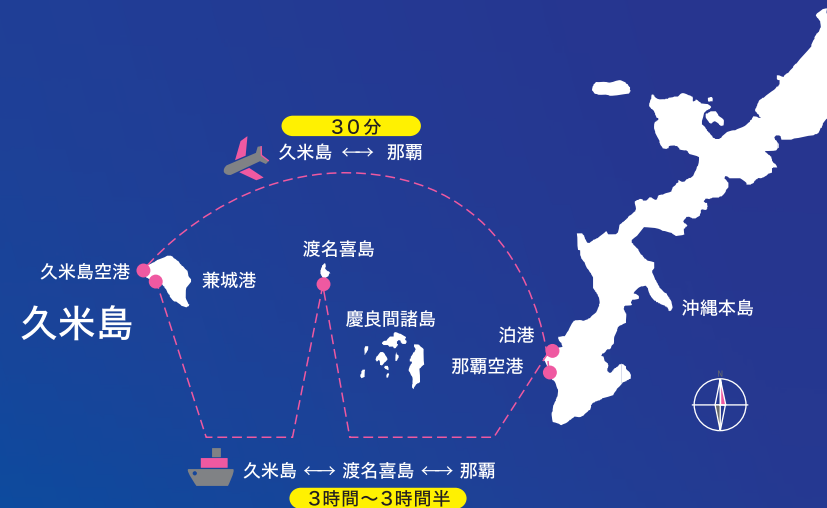 30分
久米島 ⟷ 那覇
渡名喜島
久米島空港
兼城港
久米島
慶良間諸島
沖縄本島
泊港
那覇空港
N
久米島 ⟷ 渡名喜島 ⟷ 那覇
3時間～3時間半